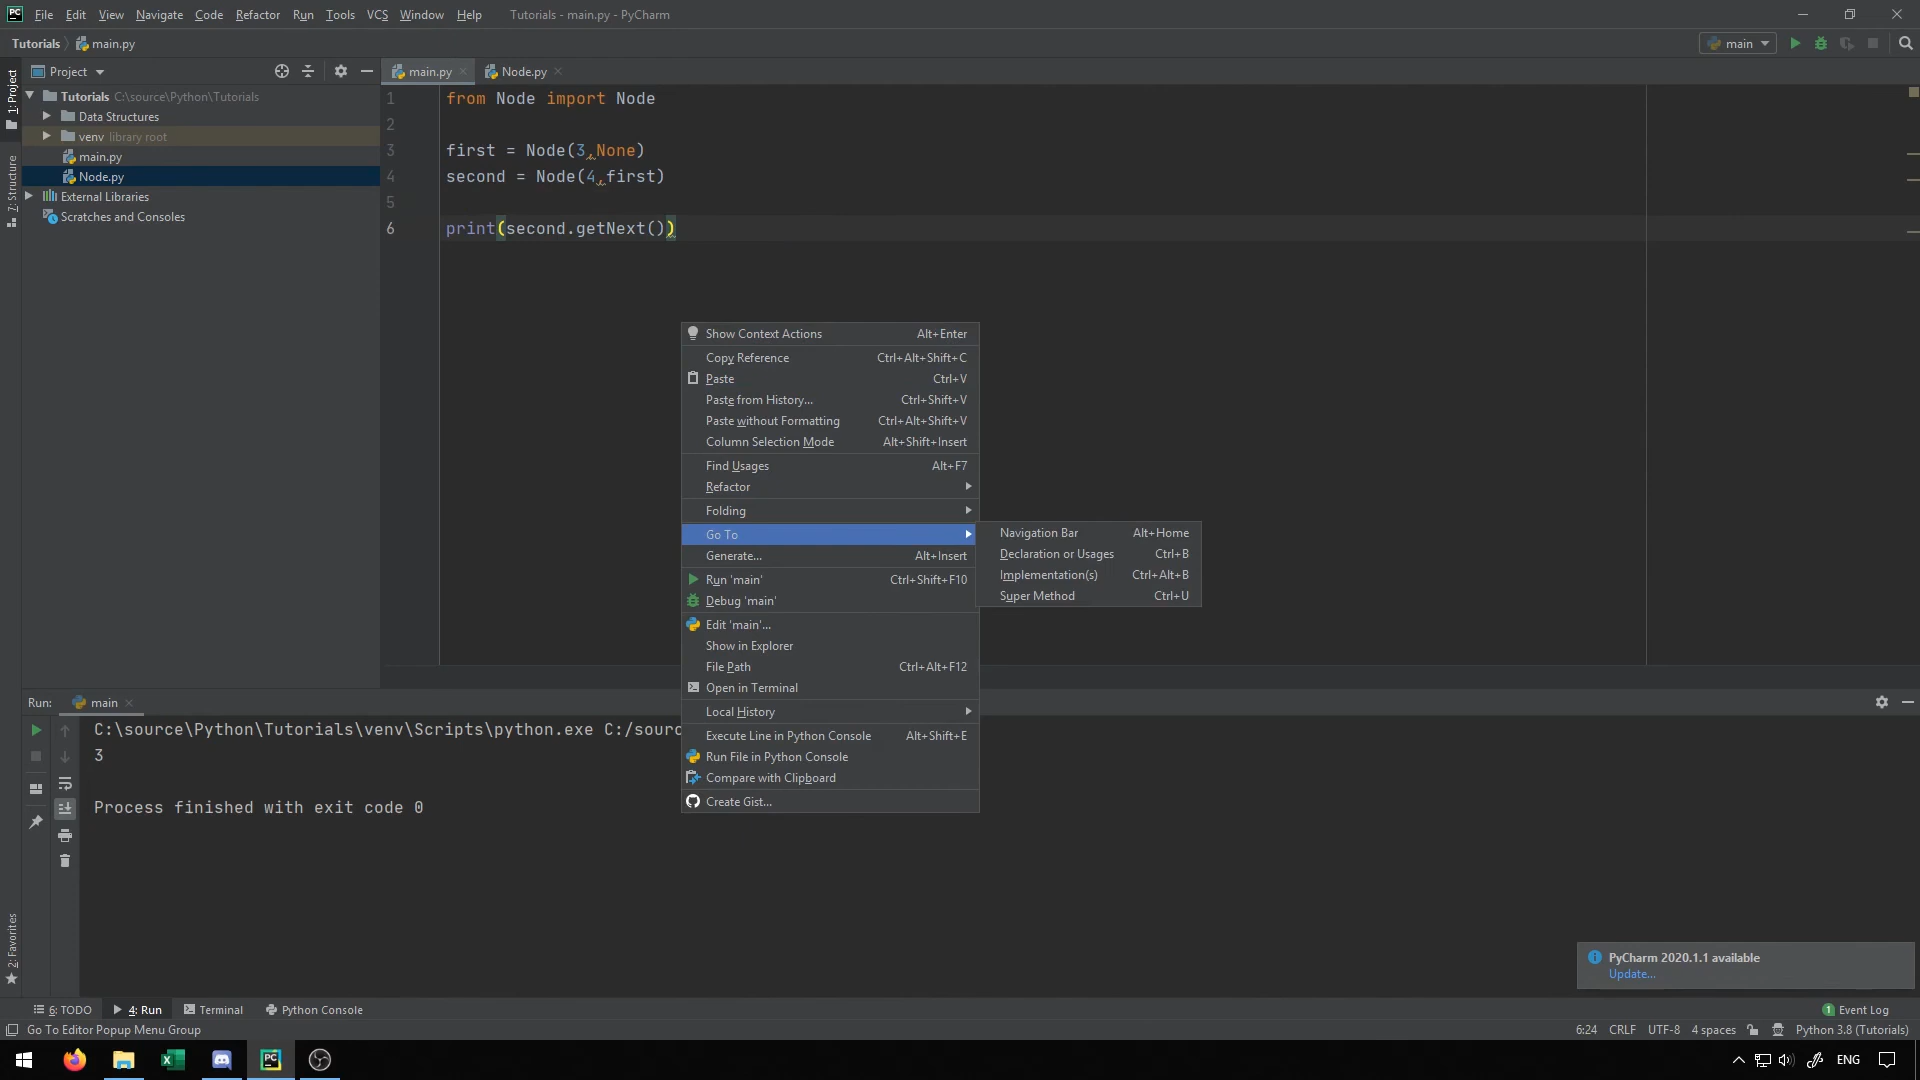 PC File Edit View Navigate Code Refactor Run Tools VCS Window Help Tutorials - main.py - PyCharm
Tutorials main.py main
1: Project
7: Structure
2: Favorites
Project
Tutorials C:\source\Python\Tutorials
Data Structures
venv library root
main.py
Node.py
External Libraries
Scratches and Consoles
main.py Node.py
1 from Node import Node
2
3 first = Node(3,None)
4 second = Node(4,first)
5
6 print(second.getNext())
Show Context Actions Alt+Enter
Copy Reference Ctrl+Alt+Shift+C
Paste Ctrl+V
Paste from History... Ctrl+Shift+V
Paste without Formatting Ctrl+Alt+Shift+V
Column Selection Mode Alt+Shift+Insert
Find Usages Alt+F7
Refactor
Folding
Go To
Generate... Alt+Insert
Run 'main' Ctrl+Shift+F10
Debug 'main'
Edit 'main'...
Show in Explorer
File Path Ctrl+Alt+F12
Open in Terminal
Local History
Execute Line in Python Console Alt+Shift+E
Run File in Python Console
Compare with Clipboard
Create Gist...
Navigation Bar Alt+Home
Declaration or Usages Ctrl+B
Implementation(s) Ctrl+Alt+B
Super Method Ctrl+U
Run: main
C:\source\Python\Tutorials\venv\Scripts\python.exe C:/sourc
3
Process finished with exit code 0
PyCharm 2020.1.1 available
Update...
6: TODO 4: Run Terminal Python Console 1 Event Log
Go To Editor Popup Menu Group 6:24 CRLF UTF-8 4 spaces Python 3.8 (Tutorials)
PC ENG